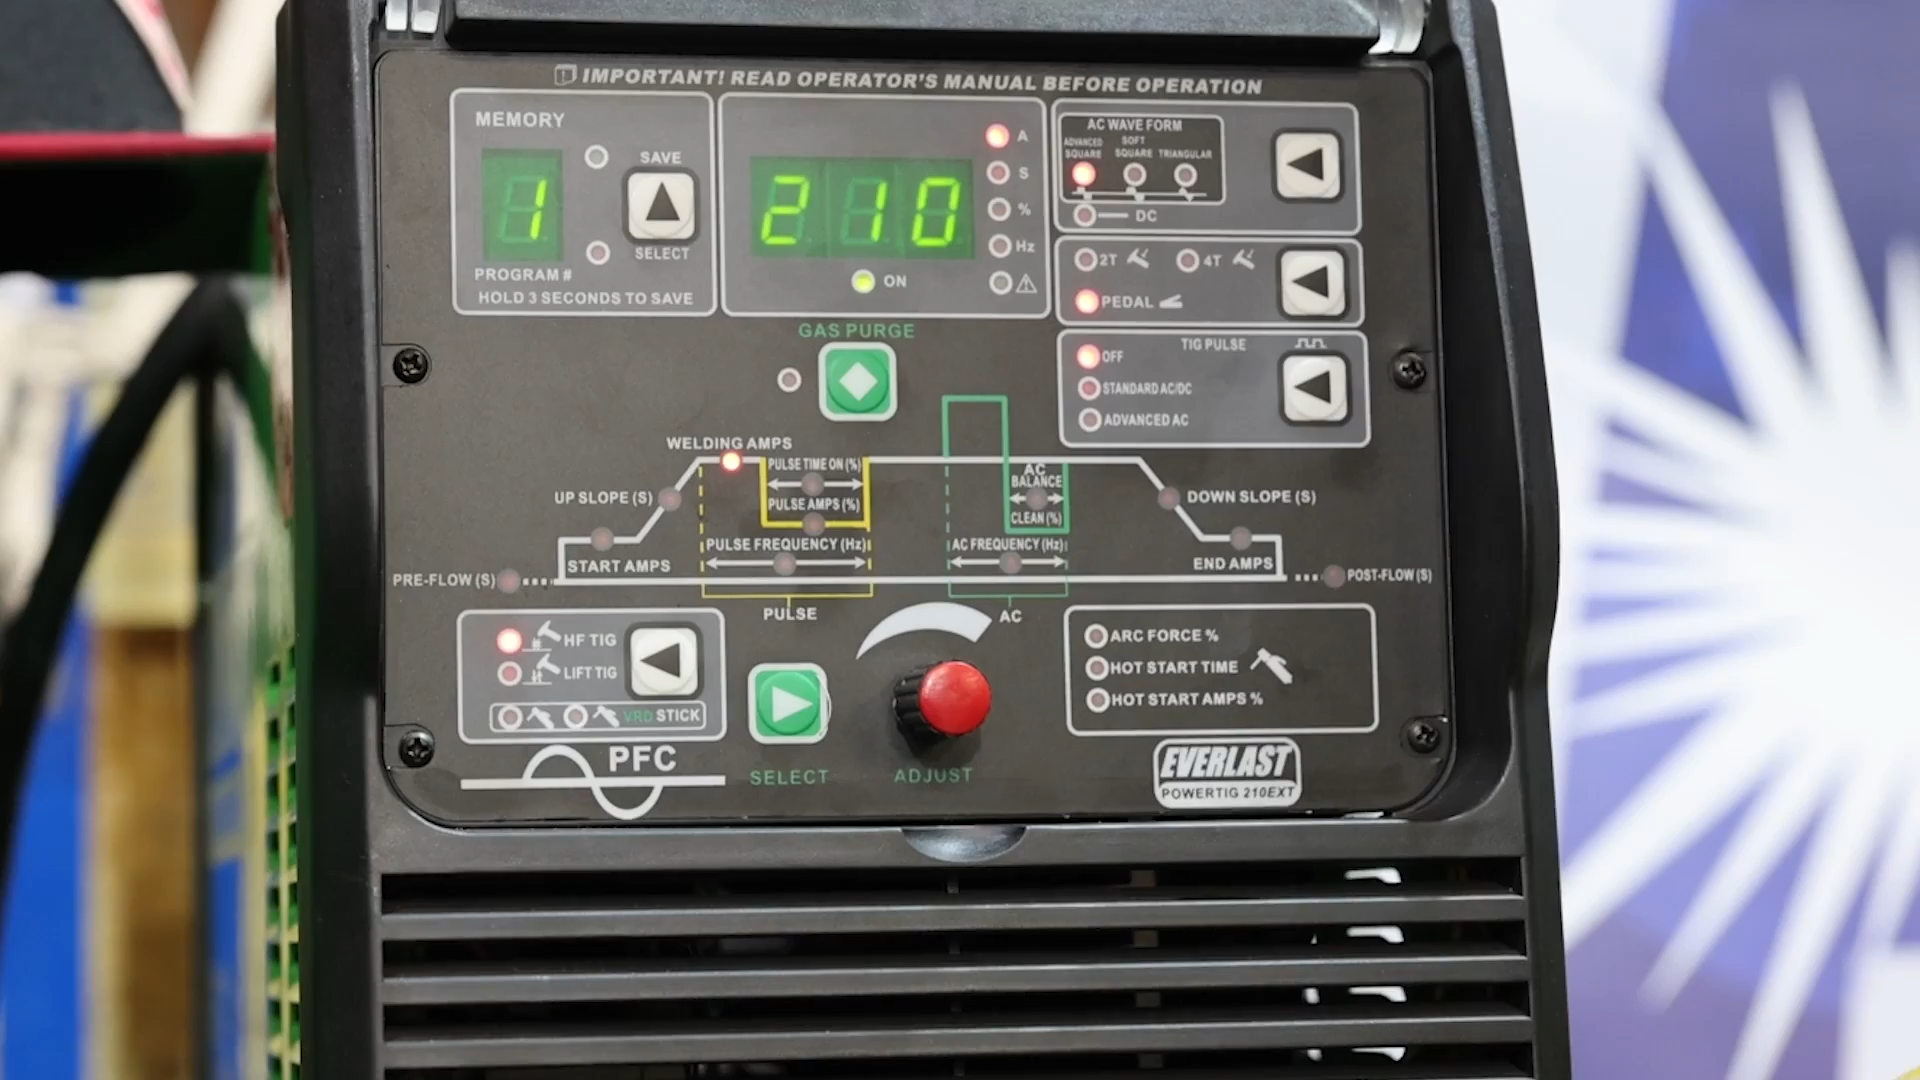 IMPORTANT! READ OPERATOR'S MANUAL BEFORE OPERATION
MEMORY
1
SAVE
SELECT
PROGRAM #
HOLD 3 SECONDS TO SAVE
210
ON
A
S
%
Hz
AC WAVE FORM
ADVANCED SQUARE
SOFT SQUARE
TRIANGULAR
DC
2T
4T
PEDAL
TIG PULSE
OFF
STANDARD AC/DC
ADVANCED AC
GAS PURGE
WELDING AMPS
PULSE TIME ON (%)
PULSE AMPS (%)
PULSE FREQUENCY (Hz)
UP SLOPE (S)
START AMPS
PRE-FLOW (S)
AC BALANCE
CLEAN (%)
AC FREQUENCY (Hz)
DOWN SLOPE (S)
END AMPS
POST-FLOW (S)
PULSE
AC
HF TIG
LIFT TIG
VRD STICK
PFC
SELECT
ADJUST
ARC FORCE %
HOT START TIME
HOT START AMPS %
EVERLAST
POWERTIG 210EXT